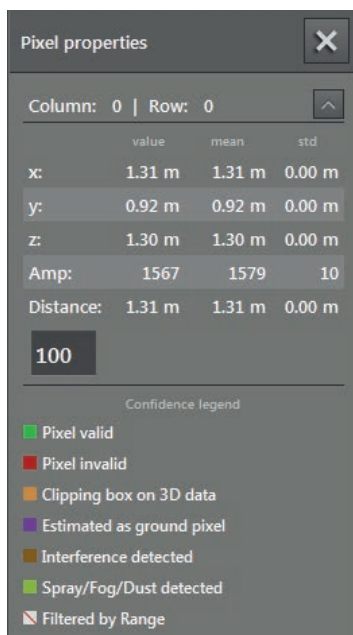 Pixel properties
Column: 0 | Row: 0
value mean std
x: 1.31 m 1.31 m 0.00 m
y: 0.92 m 0.92 m 0.00 m
z: 1.30 m 1.30 m 0.00 m
Amp: 1567 1579 10
Distance: 1.31 m 1.31 m 0.00 m
100
Confidence legend
Pixel valid
Pixel invalid
Clipping box on 3D data
Estimated as ground pixel
Interference detected
Spray/Fog/Dust detected
Filtered by Range